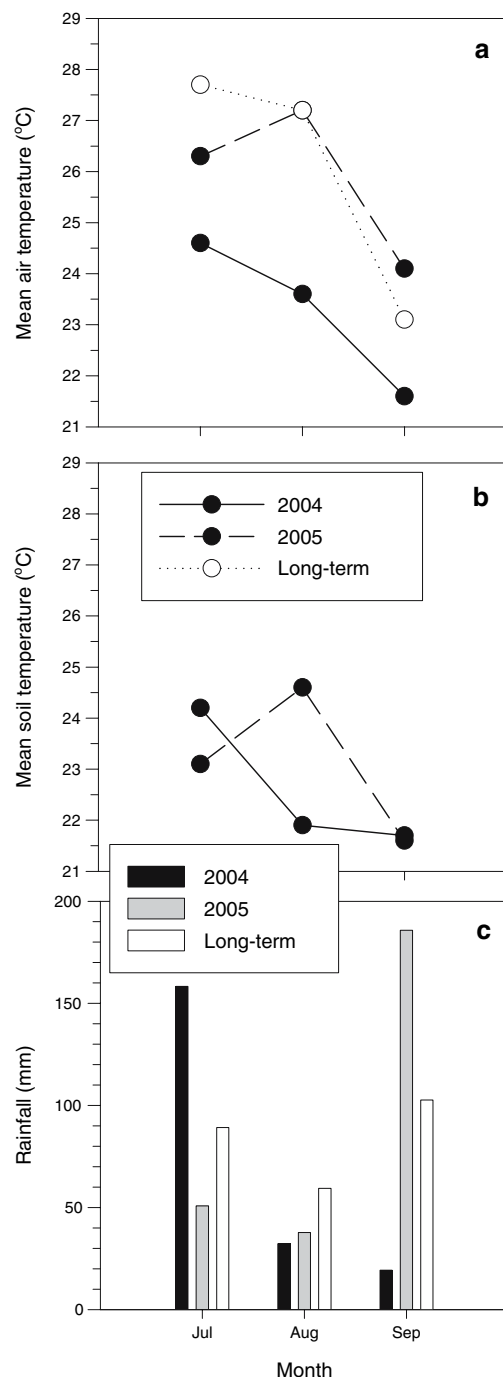 a
Mean air temperature (°C)
29
28
27
26
25
24
23
22
21
b
Mean soil temperature (°C)
29
28
27
26
25
24
23
22
21
2004
2005
Long-term
c
Rainfall (mm)
200
150
100
50
0
2004
2005
Long-term
Jul Aug Sep
Month